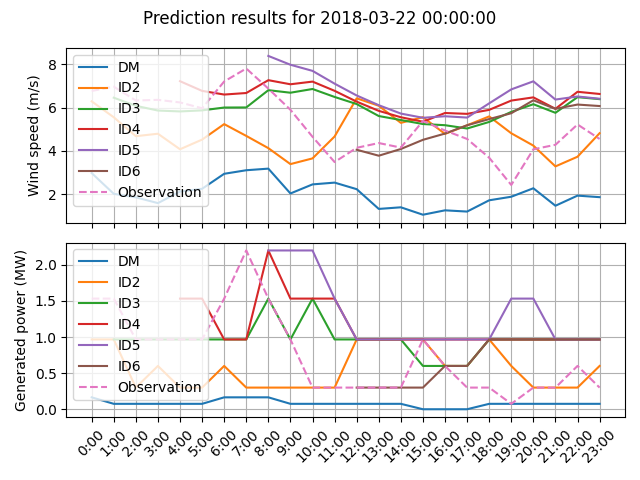 Prediction results for 2018-03-22 00:00:00
Wind speed (m/s)
8
6
4
2
DM
ID2
ID3
ID4
ID5
ID6
Observation
Generated power (MW)
2.0
1.5
1.0
0.5
0.0
DM
ID2
ID3
ID4
ID5
ID6
Observation
0:00 1:00 2:00 3:00 4:00 5:00 6:00 7:00 8:00 9:00 10:00 11:00 12:00 13:00 14:00 15:00 16:00 17:00 18:00 19:00 20:00 21:00 22:00 23:00